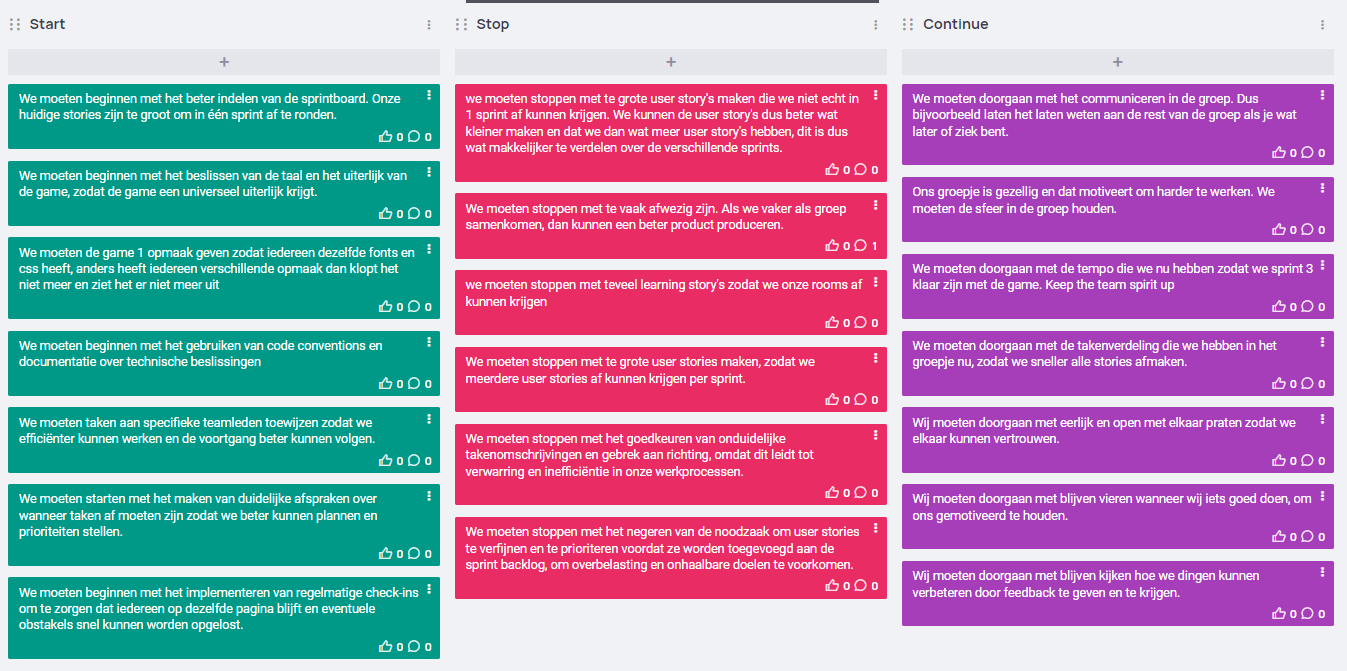 Start
+
We moeten beginnen met het beter indelen van de sprintboard. Onze
huidige stories zijn te groot om in één sprint af te ronden.
0 0
We moeten beginnen met het beslissen van de taal en het uiterlijk van
de game, zodat de game een universeel uiterlijk krijgt.
0 0
We moeten de game 1 opmaak geven zodat iedereen dezelfde fonts en
css heeft, anders heeft iedereen verschillende opmaak dan klopt het
niet meer en ziet het er niet meer uit
0 0
We moeten beginnen met het gebruiken van code conventions en
documentatie over technische beslissingen
0 0
We moeten taken aan specifieke teamleden toewijzen zodat we
efficiënter kunnen werken en de voortgang beter kunnen volgen.
0 0
We moeten starten met het maken van duidelijke afspraken over
wanneer taken af moeten zijn zodat we beter kunnen plannen en
prioriteiten stellen.
0 0
We moeten beginnen met het implementeren van regelmatige check-ins
om te zorgen dat iedereen op dezelfde pagina blijft en eventuele
obstakels snel kunnen worden opgelost.
0 0
Stop
+
we moeten stoppen met te grote user story's maken die we niet echt in
1 sprint af kunnen krijgen. We kunnen de user story's dus beter wat
kleiner maken en dat we dan wat meer user story's hebben, dit is dus
wat makkelijker te verdelen over de verschillende sprints.
0 0
We moeten stoppen met te vaak afwezig zijn. Als we vaker als groep
samenkomen, dan kunnen een beter product produceren.
0 1
we moeten stoppen met teveel learning story's zodat we onze rooms af
kunnen krijgen
0 0
We moeten stoppen met te grote user stories maken, zodat we
meerdere user stories af kunnen krijgen per sprint.
0 0
We moeten stoppen met het goedkeuren van onduidelijke
takenomschrijvingen en gebrek aan richting, omdat dit leidt tot
verwarring en inefficiëntie in onze werkprocessen.
0 0
We moeten stoppen met het negeren van de noodzaak om user stories
te verfijnen en te prioriteren voordat ze worden toegevoegd aan de
sprint backlog, om overbelasting en onhaalbare doelen te voorkomen.
0 0
Continue
+
We moeten doorgaan met het communiceren in de groep. Dus
bijvoorbeeld laten het laten weten aan de rest van de groep als je wat
later of ziek bent.
0 0
Ons groepje is gezellig en dat motiveert om harder te werken. We
moeten de sfeer in de groep houden.
0 0
We moeten doorgaan met de tempo die we nu hebben zodat we sprint 3
klaar zijn met de game. Keep the team spirit up
0 0
We moeten doorgaan met de takenverdeling die we hebben in het
groepje nu, zodat we sneller alle stories afmaken.
0 0
Wij moeten doorgaan met eerlijk en open met elkaar praten zodat we
elkaar kunnen vertrouwen.
0 0
Wij moeten doorgaan met blijven vieren wanneer wij iets goed doen, om
ons gemotiveerd te houden.
0 0
Wij moeten doorgaan met blijven kijken hoe we dingen kunnen
verbeteren door feedback te geven en te krijgen.
0 0